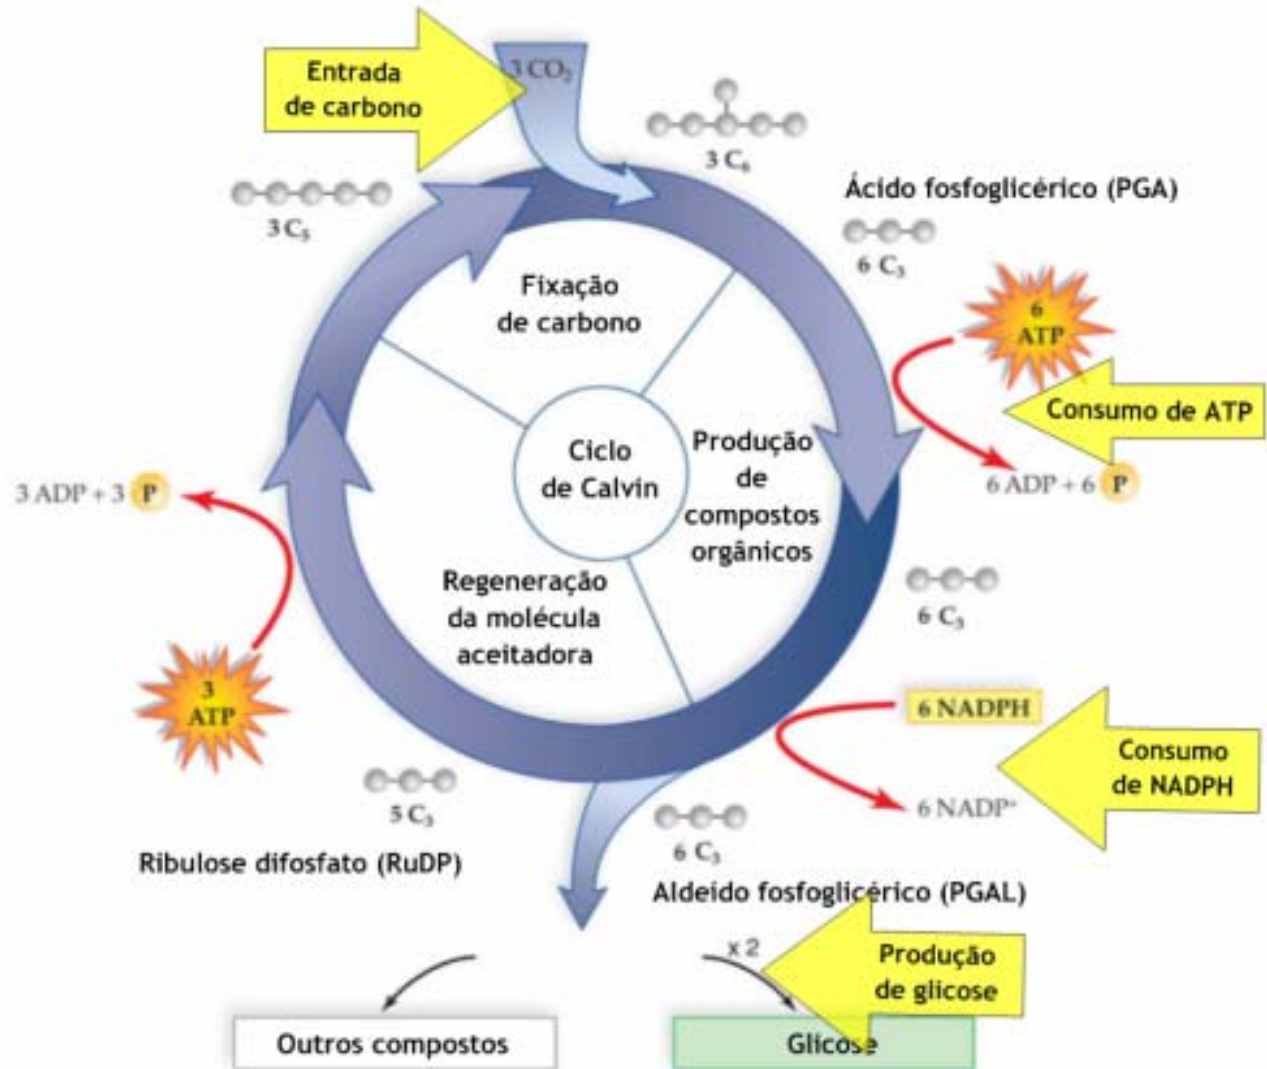 Entrada
de carbono
3 CO₂
3 C₆
3 C₅
Ácido fosfoglicérico (PGA)
6 C₃
Fixação
de carbono
6
ATP
Consumo de ATP
6 ADP + 6 P
Ciclo
de Calvin
Produção
de
compostos
orgânicos
3 ADP + 3 P
Regeneração
da molécula
aceitadora
6 C₃
3
ATP
6 NADPH
Consumo
de NADPH
6 NADP⁺
5 C₃
6 C₃
Ribulose difosfato (RuDP)
Aldeído fosfoglicérico (PGAL)
x 2
Produção
de glicose
Outros compostos
Glicose